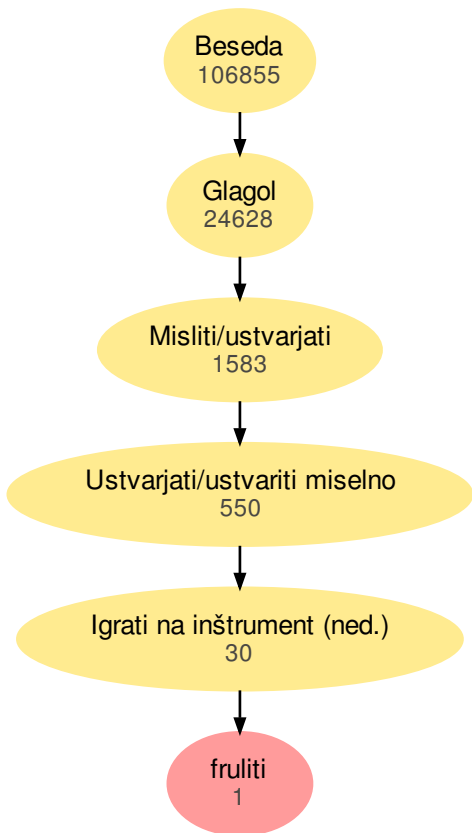 Beseda
106855
Glagol
24628
Misliti/ustvarjati
1583
Ustvarjati/ustvariti miselno
550
Igrati na inštrument (ned.)
30
fruliti
1